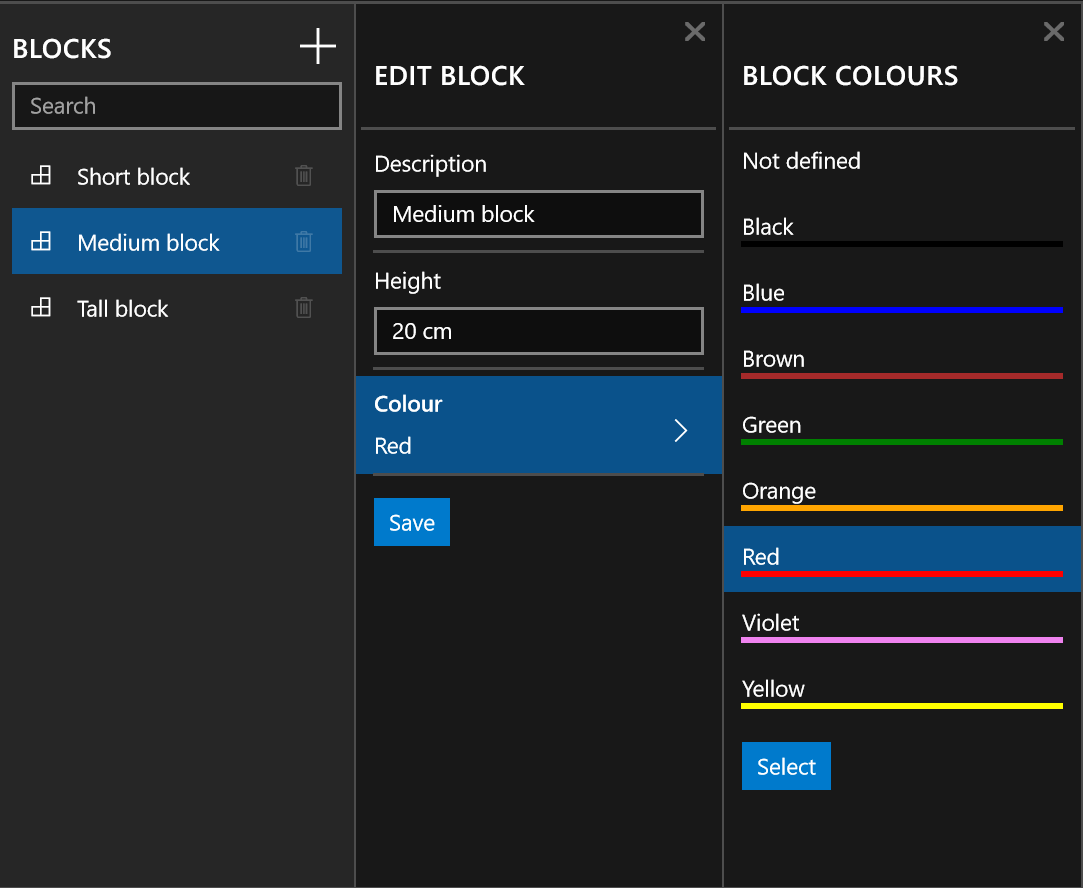 BLOCKS
Search
Short block
Medium block
Tall block
EDIT BLOCK
Description
Medium block
Height
20 cm
Colour
Red
Save
BLOCK COLOURS
Not defined
Black
Blue
Brown
Green
Orange
Red
Violet
Yellow
Select